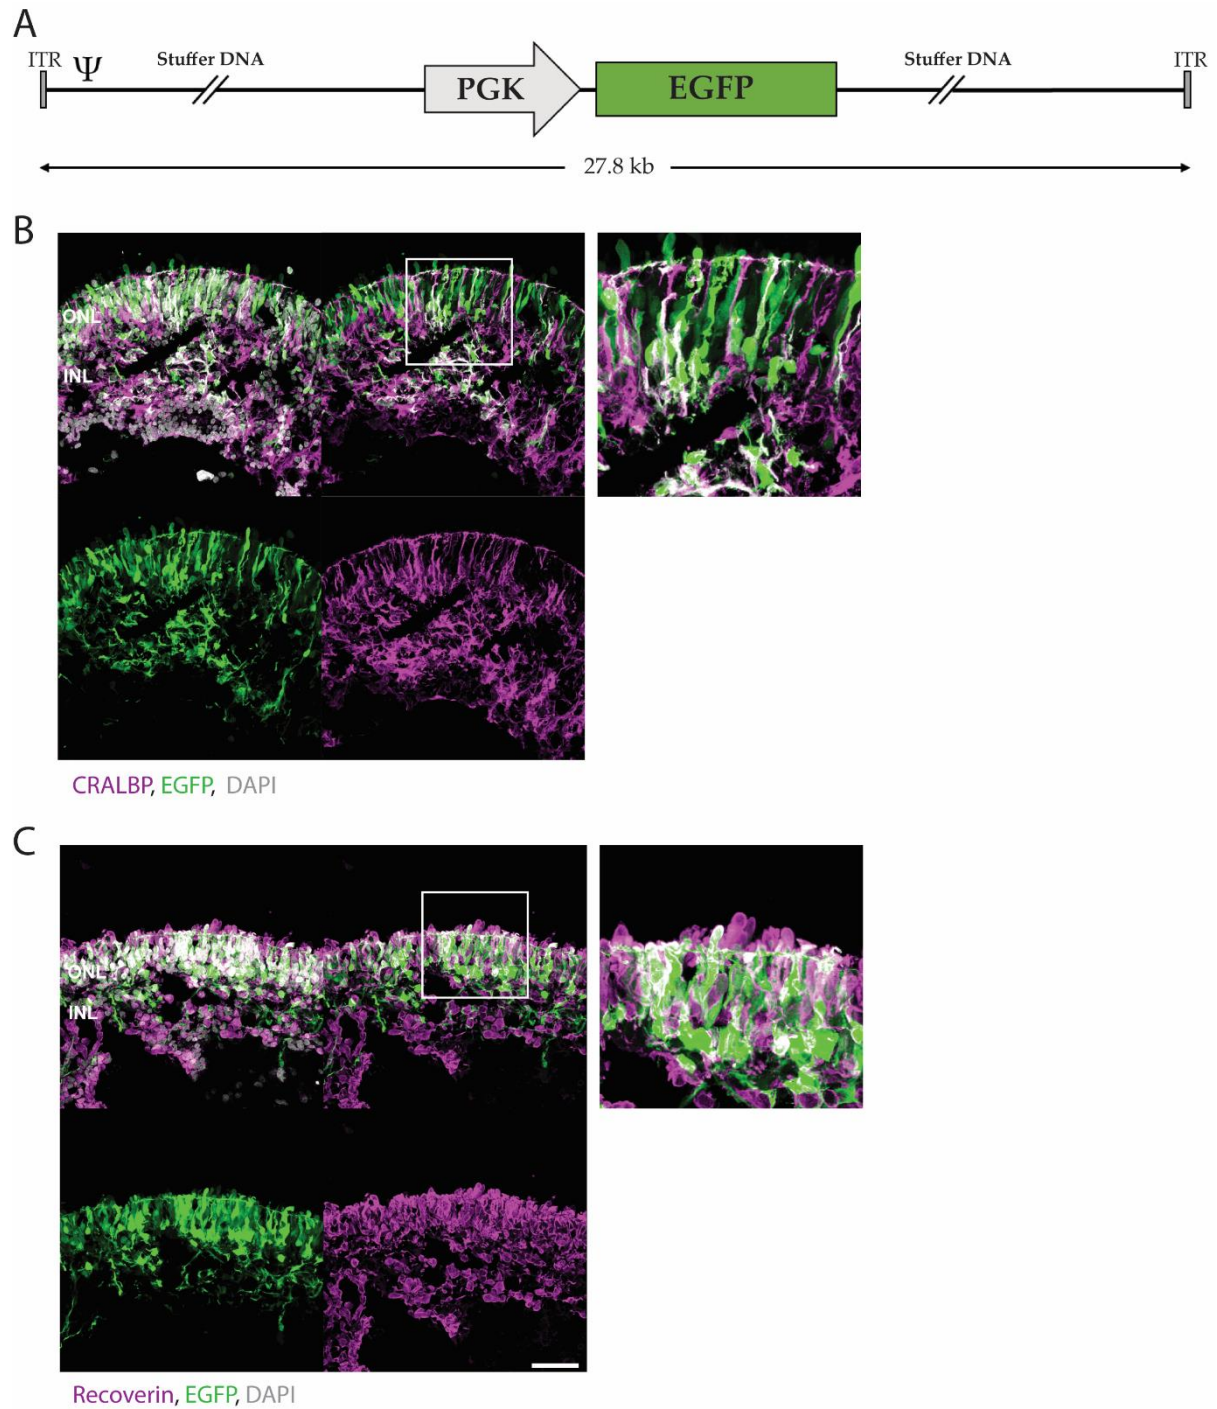 A
ITR Ψ Stuffer DNA PGK EGFP Stuffer DNA ITR
27.8 kb
B
ONL
INL
CRALBP, EGFP, DAPI
C
ONL
INL
Recoverin, EGFP, DAPI